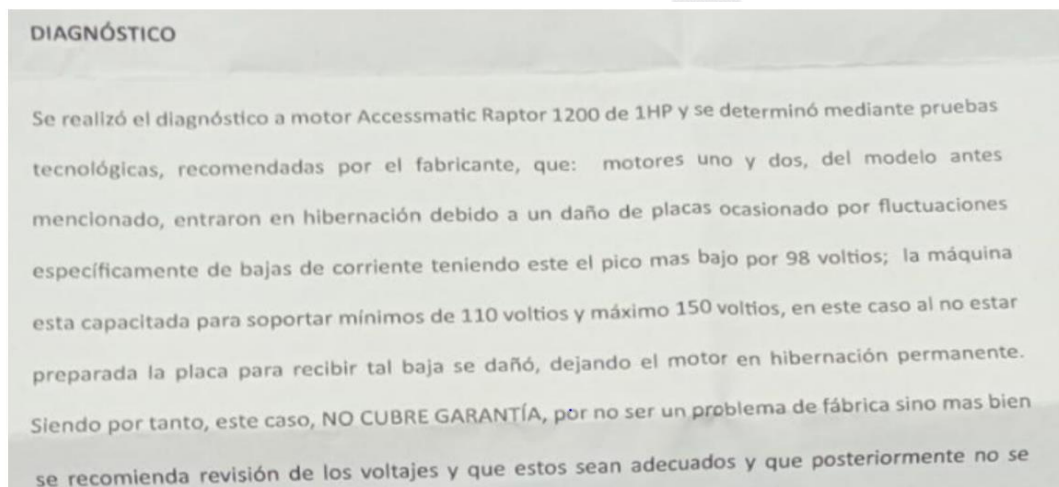 DIAGNÓSTICO
Se realizó el diagnóstico a motor Accessmatic Raptor 1200 de 1HP y se determinó mediante pruebas
tecnológicas, recomendadas por el fabricante, que: motores uno y dos, del modelo antes
mencionado, entraron en hibernación debido a un daño de placas ocasionado por fluctuaciones
específicamente de bajas de corriente teniendo este el pico mas bajo por 98 voltios; la máquina
esta capacitada para soportar mínimos de 110 voltios y máximo 150 voltios, en este caso al no estar
preparada la placa para recibir tal baja se dañó, dejando el motor en hibernación permanente.
Siendo por tanto, este caso, NO CUBRE GARANTÍA, por no ser un problema de fábrica sino mas bien
se recomienda revisión de los voltajes y que estos sean adecuados y que posteriormente no se